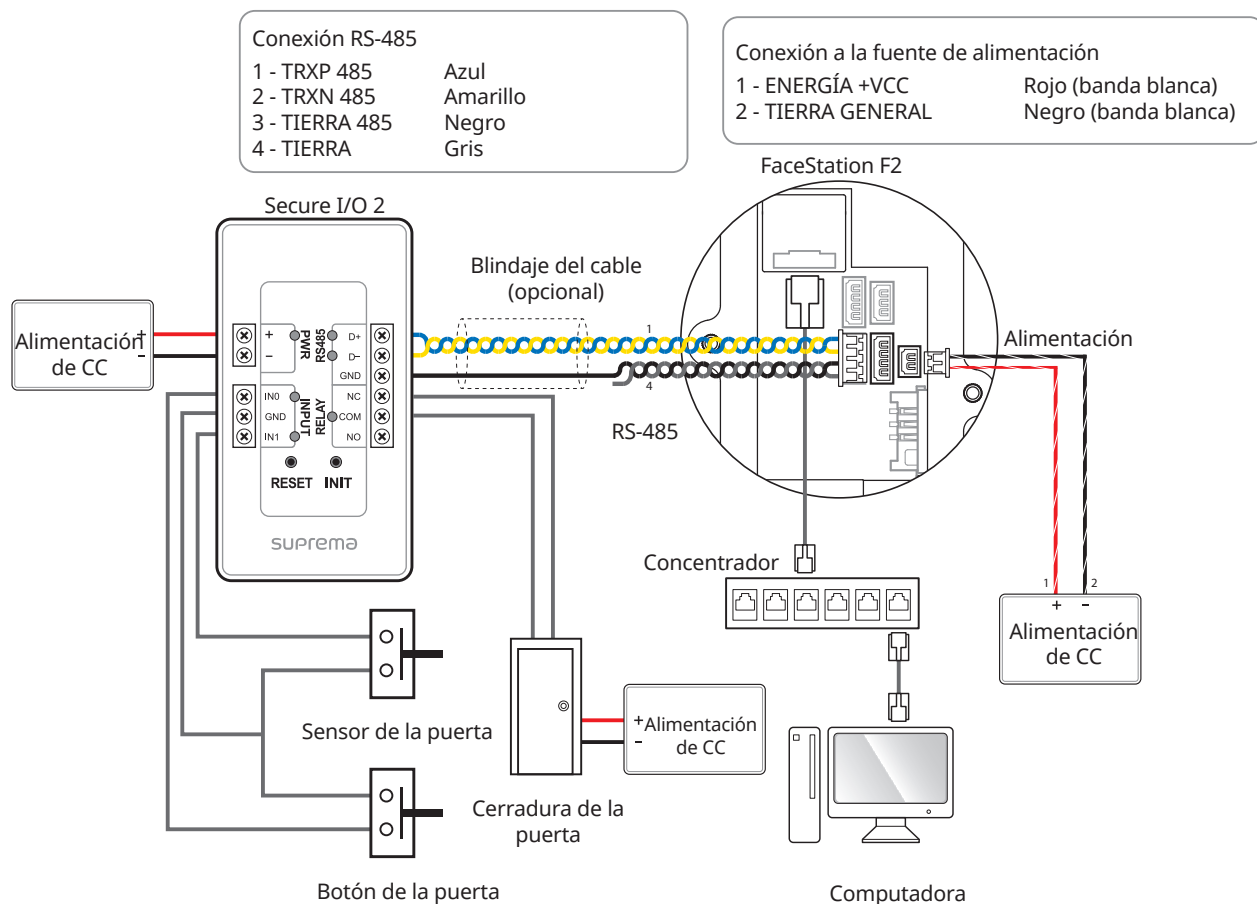 Conexión RS-485
1 - TRXP 485 Azul
2 - TRXN 485 Amarillo
3 - TIERRA 485 Negro
4 - TIERRA Gris
Conexión a la fuente de alimentación
1 - ENERGÍA +VCC Rojo (banda blanca)
2 - TIERRA GENERAL Negro (banda blanca)
FaceStation F2
Secure I/O 2
Blindaje del cable
(opcional)
Alimentación
de CC
+
−
+
−
PWR
RS485
D+
D−
GND
IN0
GND
IN1
INPUT
RELAY
NC
COM
NO
RESET INIT
suprema
1
4
RS-485
Alimentación
Concentrador
1
2
+
−
Alimentación
de CC
Sensor de la puerta
+
−
Alimentación
de CC
Cerradura de la
puerta
Botón de la puerta
Computadora